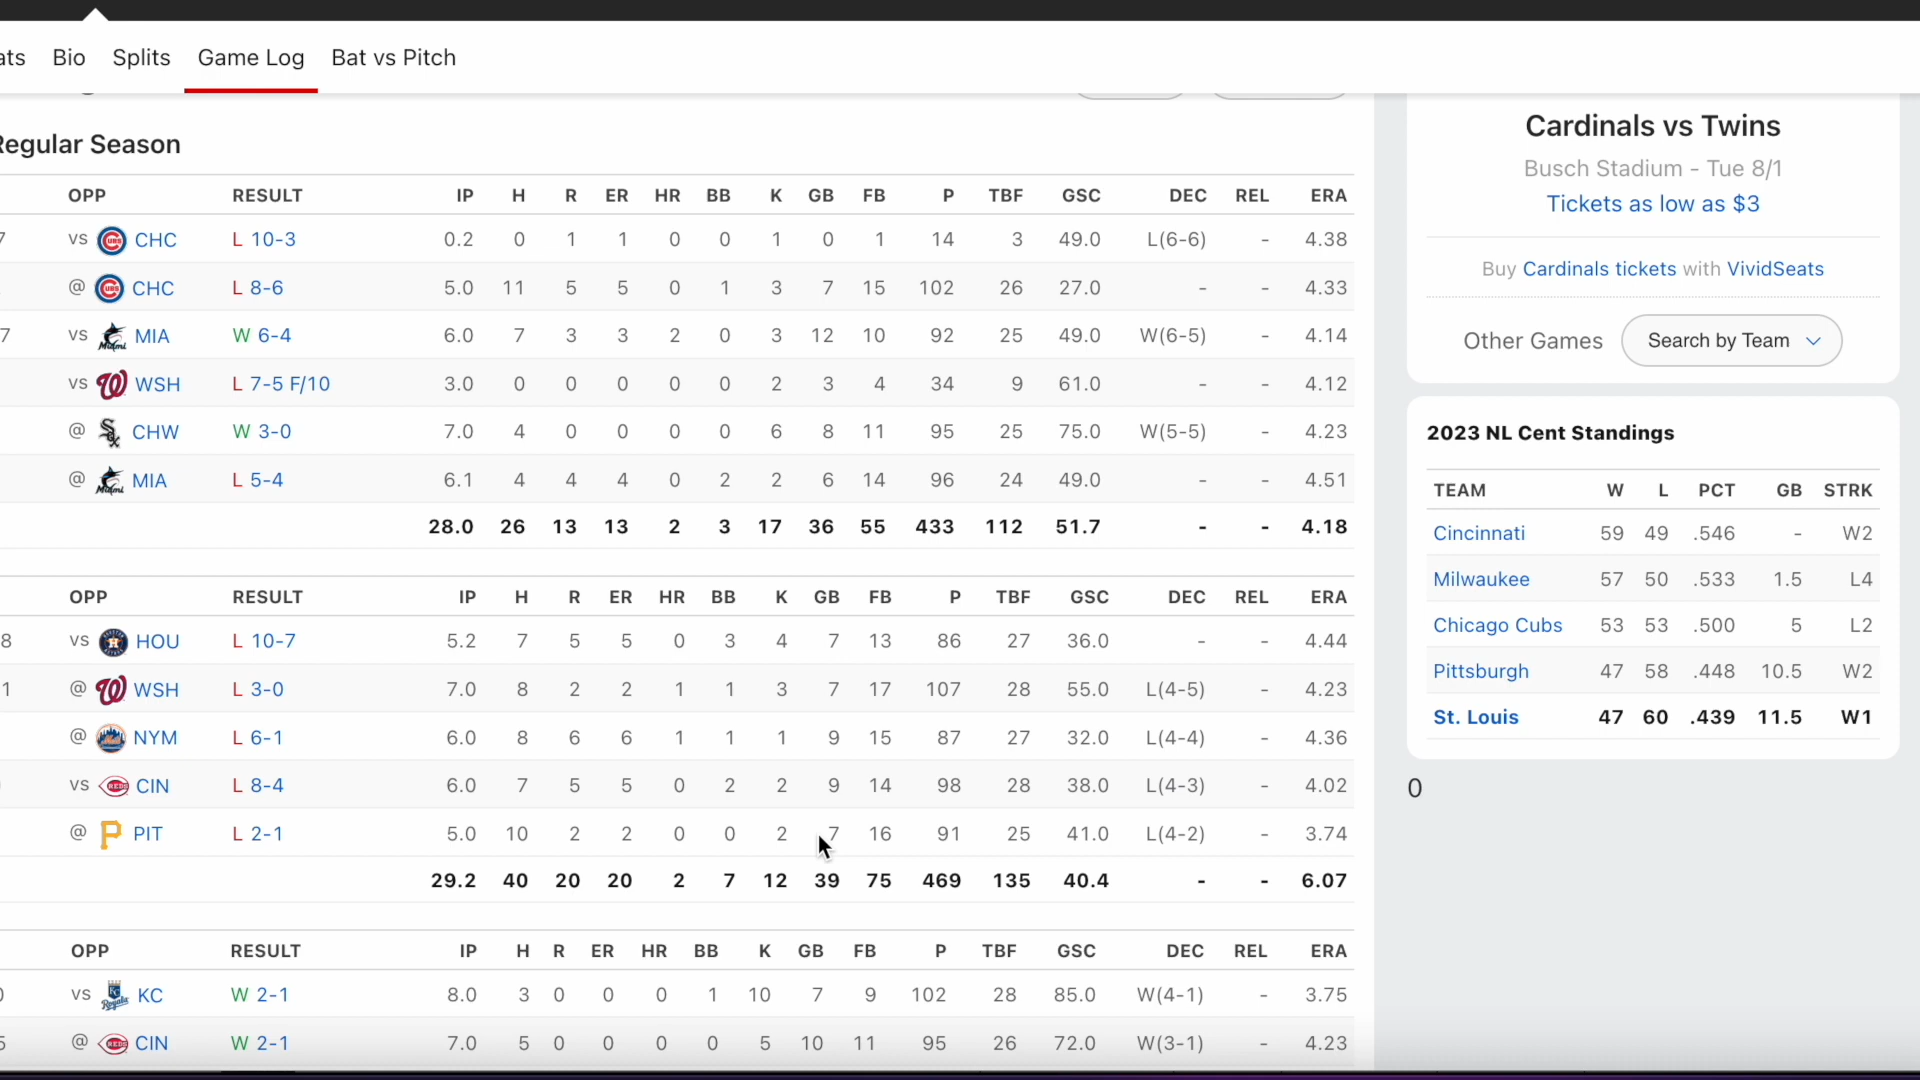 ats Bio Splits Game Log Bat vs Pitch
Regular Season
OPP RESULT IP H R ER HR BB K GB FB P TBF GSC DEC REL ERA
7 vs CHC L 10-3 0.2 0 1 1 0 0 1 0 1 14 3 49.0 L(6-6) - 4.38
@ CHC L 8-6 5.0 11 5 5 0 1 3 7 15 102 26 27.0 - - 4.33
7 vs MIA W 6-4 6.0 7 3 3 2 0 3 12 10 92 25 49.0 W(6-5) - 4.14
vs WSH L 7-5 F/10 3.0 0 0 0 0 0 2 3 4 34 9 61.0 - - 4.12
@ CHW W 3-0 7.0 4 0 0 0 0 6 8 11 95 25 75.0 W(5-5) - 4.23
@ MIA L 5-4 6.1 4 4 4 0 2 2 6 14 96 24 49.0 - - 4.51
28.0 26 13 13 2 3 17 36 55 433 112 51.7 - - 4.18
OPP RESULT IP H R ER HR BB K GB FB P TBF GSC DEC REL ERA
8 vs HOU L 10-7 5.2 7 5 5 0 3 4 7 13 86 27 36.0 - - 4.44
1 @ WSH L 3-0 7.0 8 2 2 1 1 3 7 17 107 28 55.0 L(4-5) - 4.23
@ NYM L 6-1 6.0 8 6 6 1 1 1 9 15 87 27 32.0 L(4-4) - 4.36
vs CIN L 8-4 6.0 7 5 5 0 2 2 9 14 98 28 38.0 L(4-3) - 4.02
@ PIT L 2-1 5.0 10 2 2 0 0 2 7 16 91 25 41.0 L(4-2) - 3.74
29.2 40 20 20 2 7 12 39 75 469 135 40.4 - - 6.07
OPP RESULT IP H R ER HR BB K GB FB P TBF GSC DEC REL ERA
0 vs KC W 2-1 8.0 3 0 0 0 1 10 7 9 102 28 85.0 W(4-1) - 3.75
5 @ CIN W 2-1 7.0 5 0 0 0 0 5 10 11 95 26 72.0 W(3-1) - 4.23
Cardinals vs Twins
Busch Stadium - Tue 8/1
Tickets as low as $3
Buy Cardinals tickets with VividSeats
Other Games Search by Team
2023 NL Cent Standings
TEAM W L PCT GB STRK
Cincinnati 59 49 .546 - W2
Milwaukee 57 50 .533 1.5 L4
Chicago Cubs 53 53 .500 5 L2
Pittsburgh 47 58 .448 10.5 W2
St. Louis 47 60 .439 11.5 W1
0